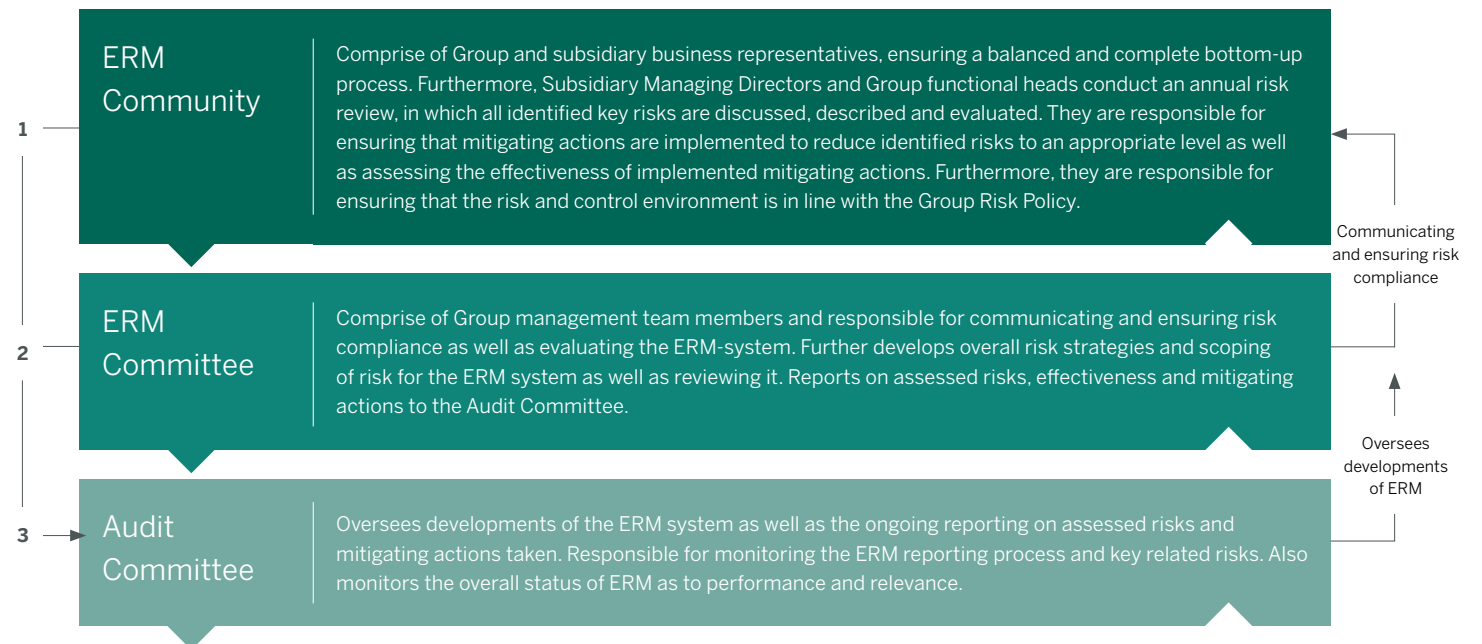 1
ERM
Community
Comprise of Group and subsidiary business representatives, ensuring a balanced and complete bottom-up
process. Furthermore, Subsidiary Managing Directors and Group functional heads conduct an annual risk
review, in which all identified key risks are discussed, described and evaluated. They are responsible for
ensuring that mitigating actions are implemented to reduce identified risks to an appropriate level as well
as assessing the effectiveness of implemented mitigating actions. Furthermore, they are responsible for
ensuring that the risk and control environment is in line with the Group Risk Policy.
Communicating
and ensuring risk
compliance
2
ERM
Committee
Comprise of Group management team members and responsible for communicating and ensuring risk
compliance as well as evaluating the ERM-system. Further develops overall risk strategies and scoping
of risk for the ERM system as well as reviewing it. Reports on assessed risks, effectiveness and mitigating
actions to the Audit Committee.
Oversees
developments
of ERM
3
Audit
Committee
Oversees developments of the ERM system as well as the ongoing reporting on assessed risks and
mitigating actions taken. Responsible for monitoring the ERM reporting process and key related risks. Also
monitors the overall status of ERM as to performance and relevance.